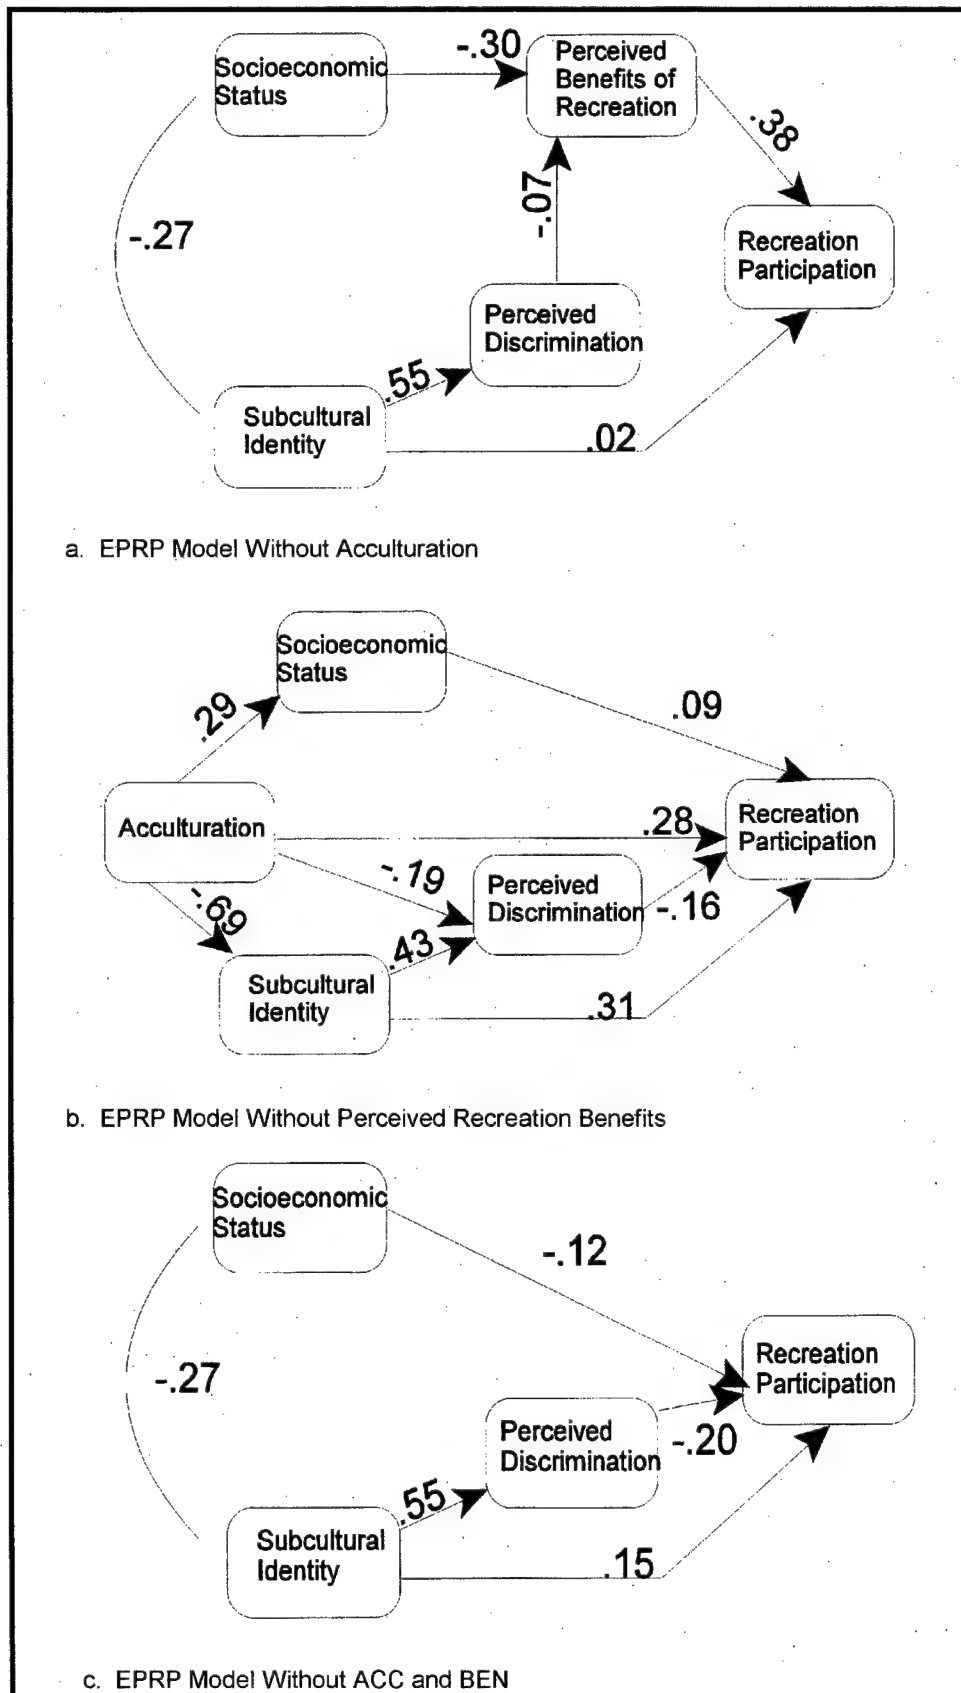 -.30
Socioeconomic
Status
Perceived
Benefits of
Recreation
.38
-.07
-.27
Recreation
Participation
Perceived
Discrimination
.55
Subcultural
Identity
.02
a. EPRP Model Without Acculturation
Socioeconomic
Status
.29
.09
Acculturation
.28
Recreation
Participation
-.19
Perceived
Discrimination
-.16
-.69
.43
Subcultural
Identity
.31
b. EPRP Model Without Perceived Recreation Benefits
Socioeconomic
Status
-.12
-.27
Recreation
Participation
Perceived
Discrimination
-.20
.55
Subcultural
Identity
.15
c. EPRP Model Without ACC and BEN